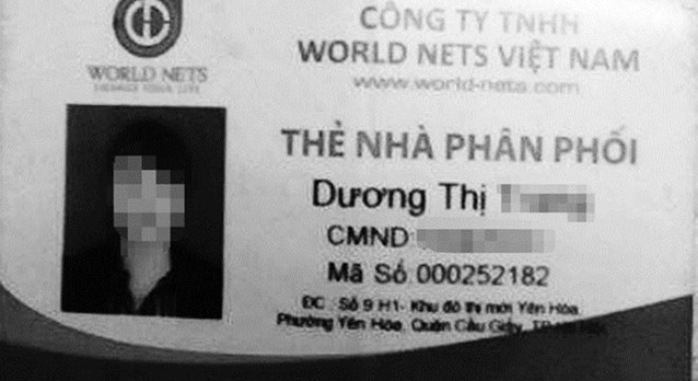 CÔNG TY TNHH
WORLD NETS VIỆT NAM
www.world-nets.com
WORLD NETS
THẺ NHÀ PHÂN PHỐI
Dương Thị
CMND
Mã Số 000252182
ĐC : Số 9 H1- Khu đô thị mới Yên Hòa
Phường Yên Hòa, Quận Cầu Giấy,